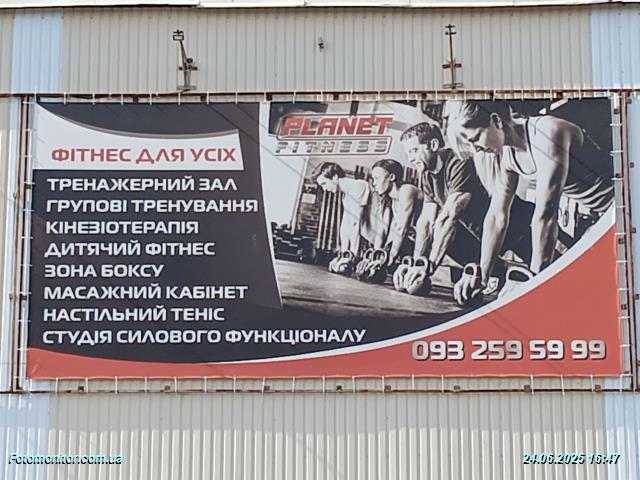 PLANET
FITNESS
ФІТНЕС ДЛЯ УСІХ
ТРЕНАЖЕРНИЙ ЗАЛ
ГРУПОВІ ТРЕНУВАННЯ
КІНЕЗІОТЕРАПІЯ
ДИТЯЧИЙ ФІТНЕС
ЗОНА БОКСУ
МАСАЖНИЙ КАБІНЕТ
НАСТІЛЬНИЙ ТЕНІС
СТУДІЯ СИЛОВОГО ФУНКЦІОНАЛУ
093 259 59 99
Fotomonitor.com.ua
24.06.2025 16:47